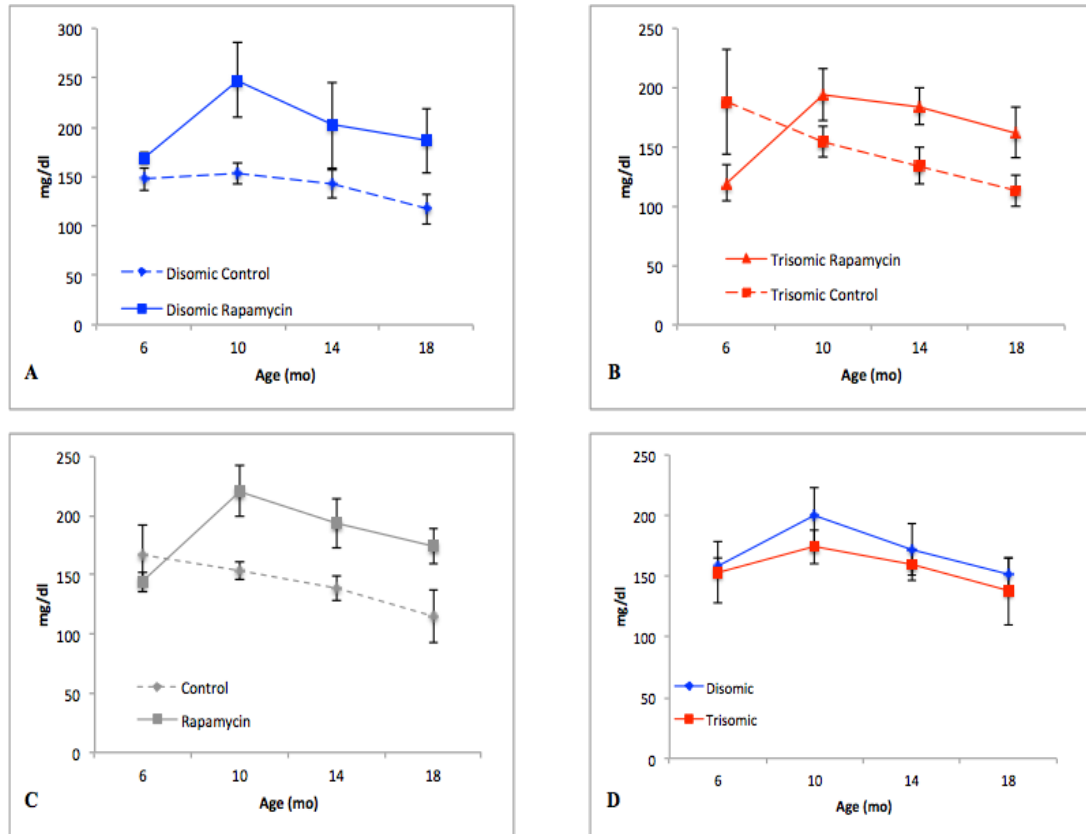 300
250
200
150
100
50
0
mg/dl
Disomic Control
Disomic Rapamycin
6 10 14 18
Age (mo)
A
250
200
150
100
50
0
mg/dl
Trisomic Rapamycin
Trisomic Control
6 10 14 18
Age (mo)
B
250
200
150
100
50
0
mg/dl
Control
Rapamycin
6 10 14 18
Age (mo)
C
250
200
150
100
50
0
mg/dl
Disomic
Trisomic
6 10 14 18
Age (mo)
D